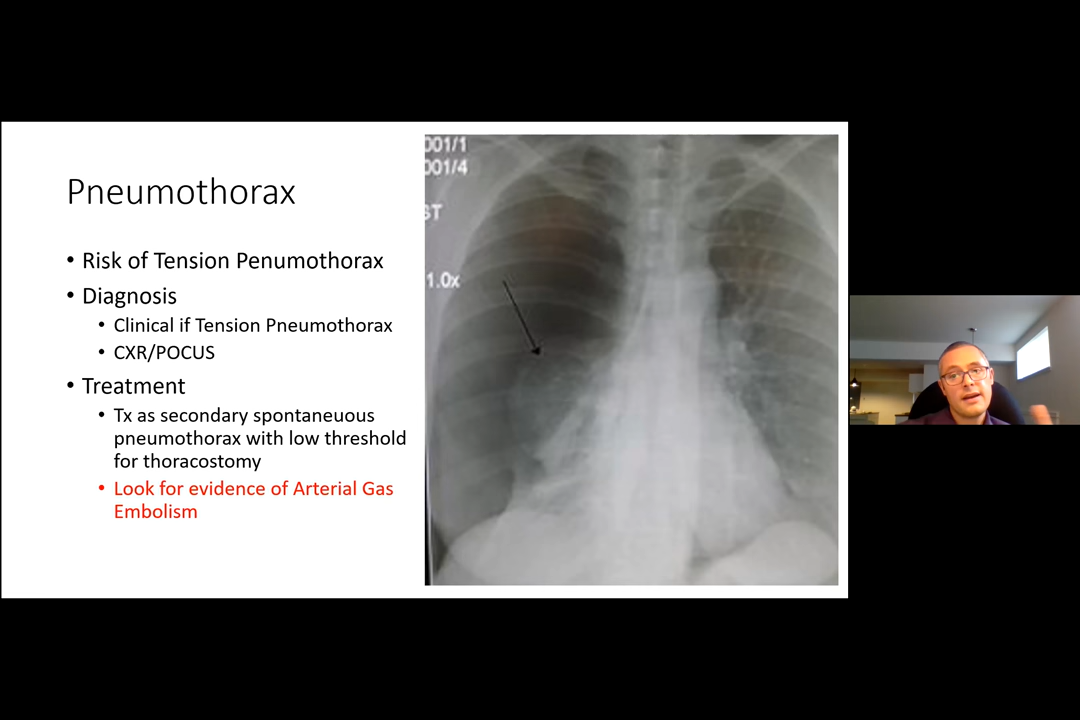 Pneumothorax
• Risk of Tension Penumothorax
• Diagnosis
• Clinical if Tension Pneumothorax
• CXR/POCUS
• Treatment
• Tx as secondary spontaneous
pneumothorax with low threshold
for thoracostomy
• Look for evidence of Arterial Gas
Embolism
001/1
001/4
ST
1.0x